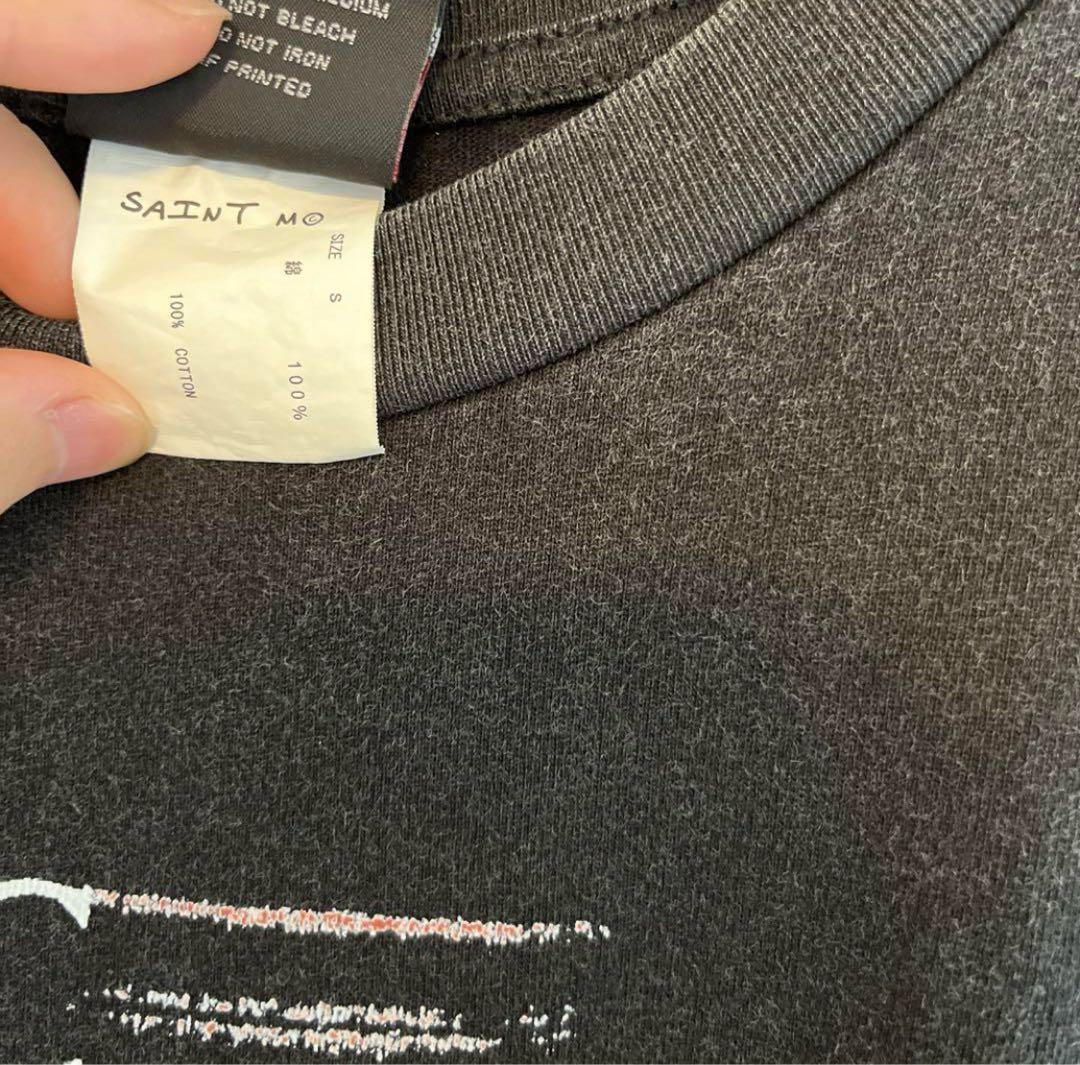 NOT BLEACH
NOT IRON
IF PRINTED
SAINT M©
SIZE S
綿 100%
100% COTTON